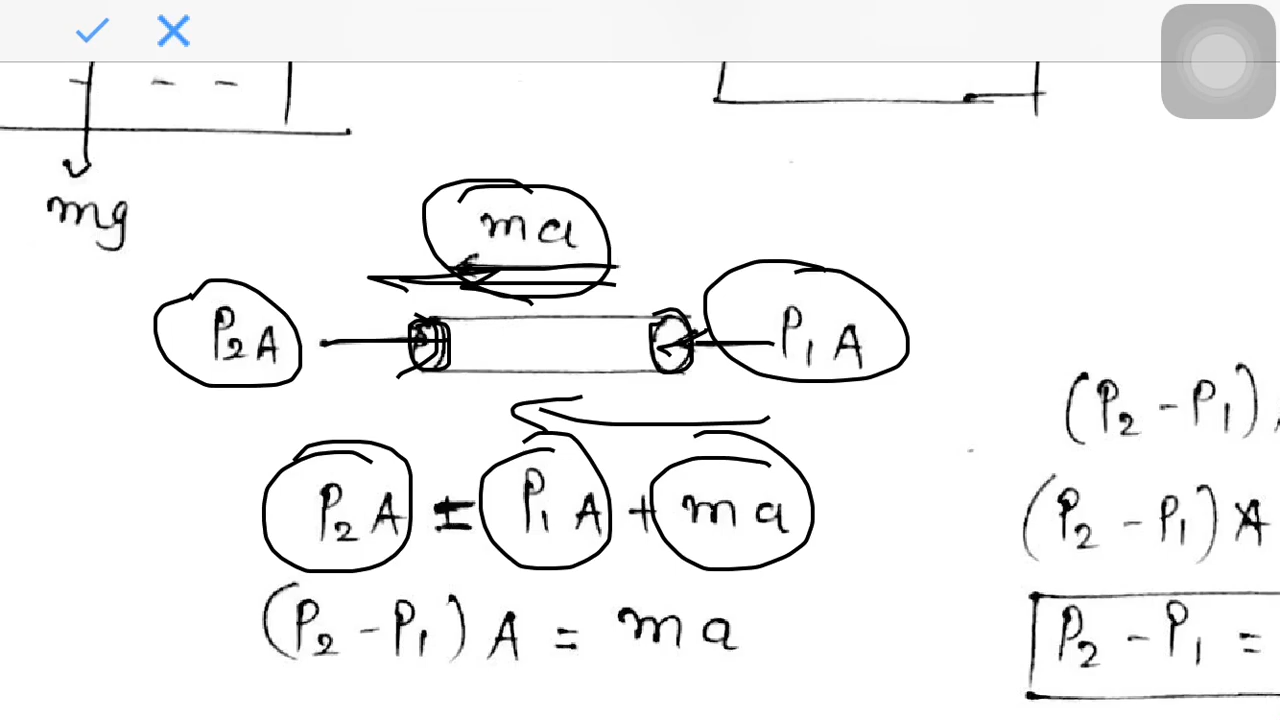 mg
ma
P₂A
P₁A
P₂A = P₁A + ma
(P₂ - P₁)A = ma
(P₂ - P₁)
(P₂ - P₁)A
P₂ - P₁ =